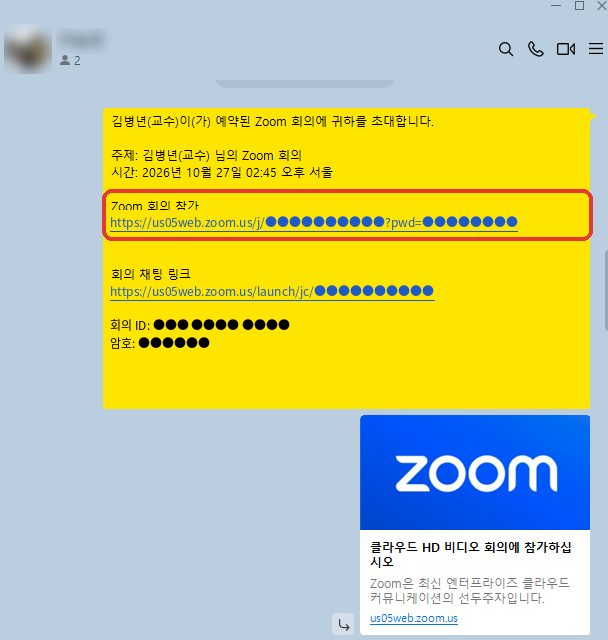 2
김병년(교수)이(가) 예약된 Zoom 회의에 귀하를 초대합니다.
주제: 김병년(교수) 님의 Zoom 회의
시간: 2026년 10월 27일 02:45 오후 서울
Zoom 회의 참가
https://us05web.zoom.us/j/●●●●●●●●●●?pwd=●●●●●●●●
회의 채팅 링크
https://us05web.zoom.us/launch/jc/●●●●●●●●●●
회의 ID: ●●● ●●●● ●●●●
암호: ●●●●●●
zoom
클라우드 HD 비디오 회의에 참가하십
시오
Zoom은 최신 엔터프라이즈 클라우드
커뮤니케이션의 선두주자입니다.
us05web.zoom.us